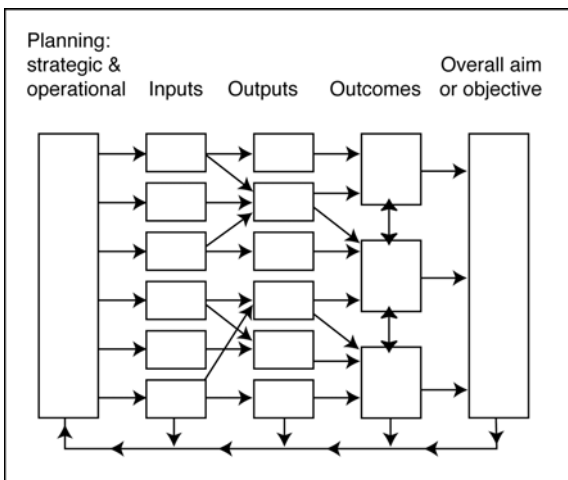 Planning:
strategic &
operational
Inputs
Outputs
Outcomes
Overall aim
or objective